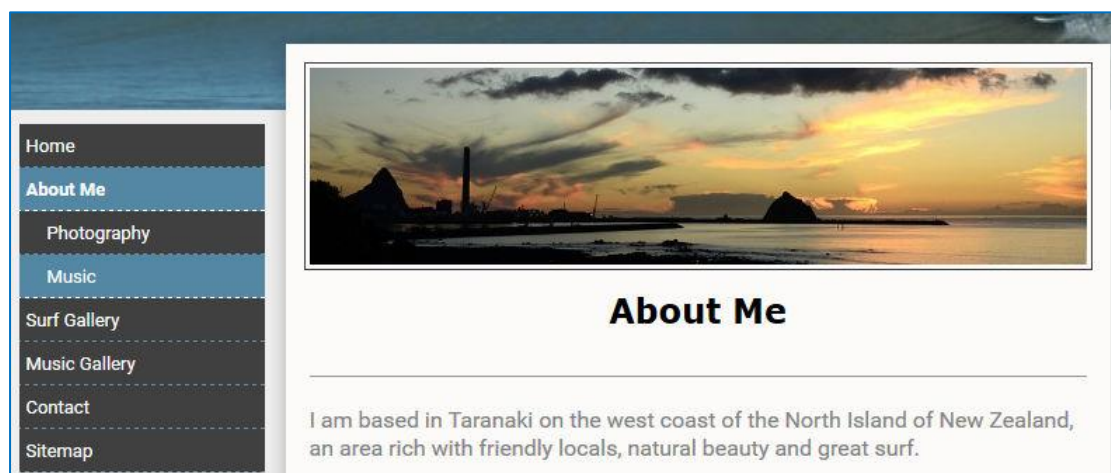 Home
About Me
Photography
Music
Surf Gallery
Music Gallery
Contact
Sitemap
About Me
I am based in Taranaki on the west coast of the North Island of New Zealand,
an area rich with friendly locals, natural beauty and great surf.